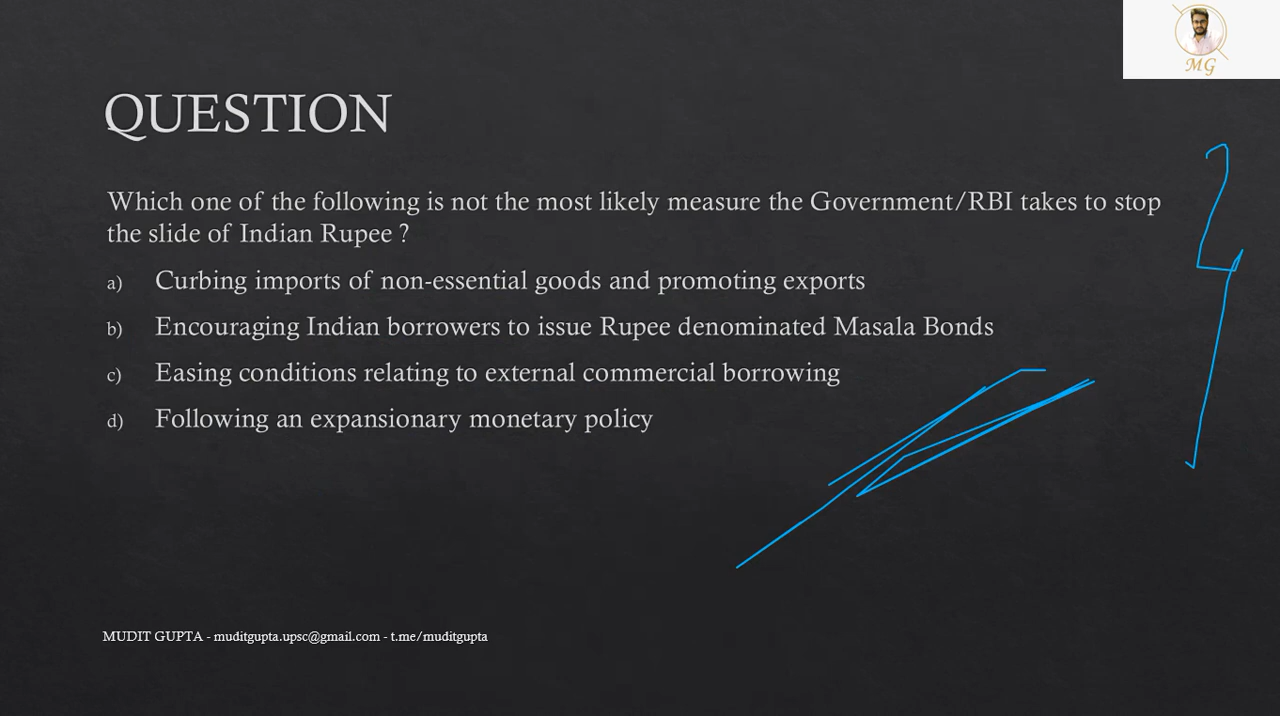 MG
QUESTION
Which one of the following is not the most likely measure the Government/RBI takes to stop
the slide of Indian Rupee ?
a) Curbing imports of non-essential goods and promoting exports
b) Encouraging Indian borrowers to issue Rupee denominated Masala Bonds
c) Easing conditions relating to external commercial borrowing
d) Following an expansionary monetary policy
MUDIT GUPTA - muditgupta.upsc@gmail.com - t.me/muditgupta